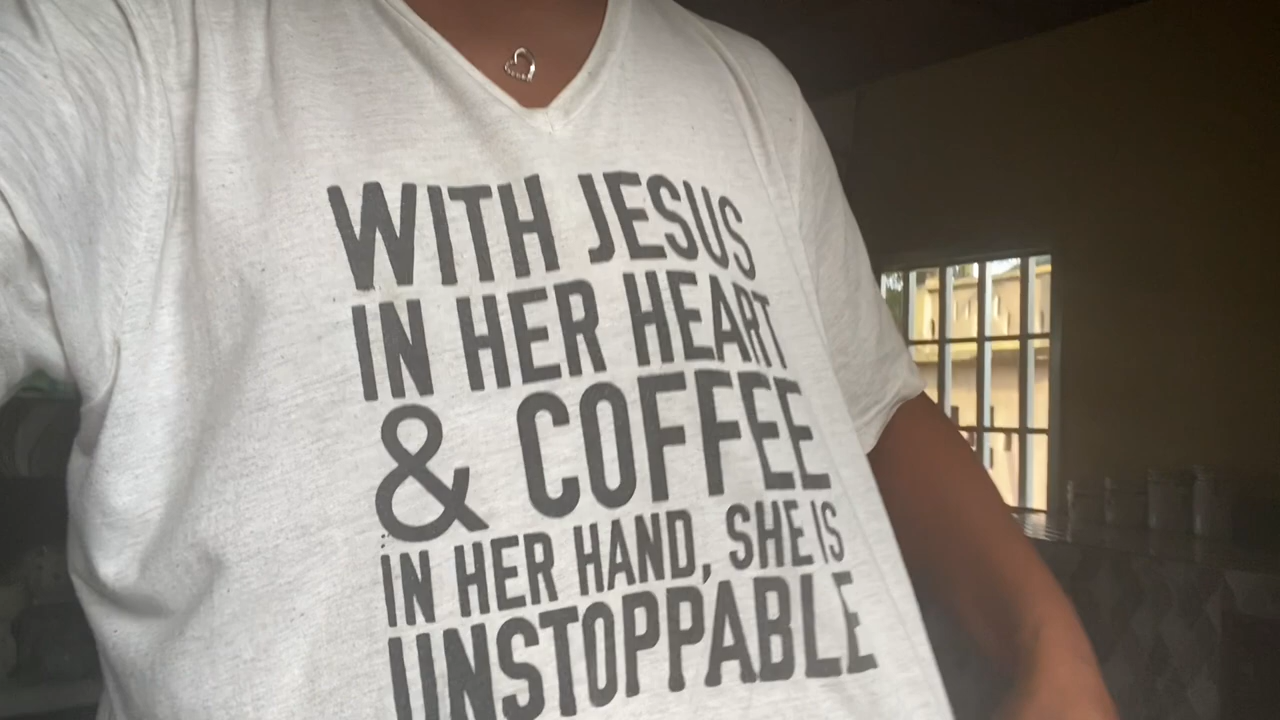 WITH JESUS
IN HER HEART
& COFFEE
IN HER HAND, SHE IS
UNSTOPPABLE